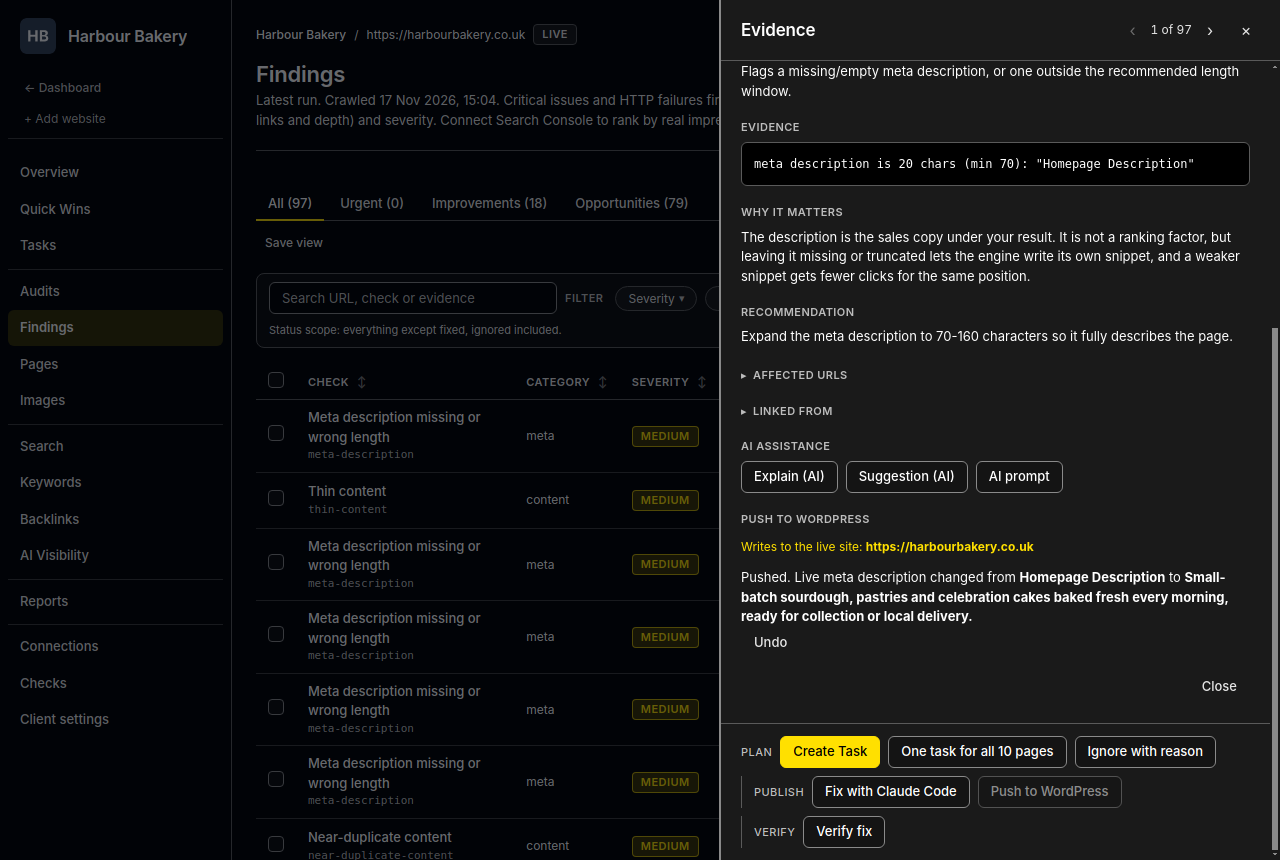 HB Harbour Bakery
← Dashboard
+ Add website
Overview
Quick Wins
Tasks
Audits
Findings
Pages
Images
Search
Keywords
Backlinks
AI Visibility
Reports
Connections
Checks
Client settings
Harbour Bakery / https://harbourbakery.co.uk LIVE
Findings
Latest run. Crawled 17 Nov 2026, 15:04. Critical issues and HTTP failures
links and depth) and severity. Connect Search Console to rank by real
All (97) Urgent (0) Improvements (18) Opportunities (79)
Save view
Search URL, check or evidence FILTER Severity ▾
Status scope: everything except fixed, ignored included.
CHECK CATEGORY SEVERITY
Meta description missing or
wrong length meta MEDIUM
meta-description
Thin content content MEDIUM
thin-content
Meta description missing or
wrong length meta MEDIUM
meta-description
Meta description missing or
wrong length meta MEDIUM
meta-description
Meta description missing or
wrong length meta MEDIUM
meta-description
Meta description missing or
wrong length meta MEDIUM
meta-description
Near-duplicate content content MEDIUM
near-duplicate-content
Evidence ‹ 1 of 97 › ×
Flags a missing/empty meta description, or one outside the recommended length
window.
EVIDENCE
meta description is 20 chars (min 70): "Homepage Description"
WHY IT MATTERS
The description is the sales copy under your result. It is not a ranking factor, but
leaving it missing or truncated lets the engine write its own snippet, and a weaker
snippet gets fewer clicks for the same position.
RECOMMENDATION
Expand the meta description to 70-160 characters so it fully describes the page.
▸ AFFECTED URLS
▸ LINKED FROM
AI ASSISTANCE
Explain (AI) Suggestion (AI) AI prompt
PUSH TO WORDPRESS
Writes to the live site: https://harbourbakery.co.uk
Pushed. Live meta description changed from Homepage Description to Small-
batch sourdough, pastries and celebration cakes baked fresh every morning,
ready for collection or local delivery.
Undo
Close
PLAN Create Task One task for all 10 pages Ignore with reason
PUBLISH Fix with Claude Code Push to WordPress
VERIFY Verify fix